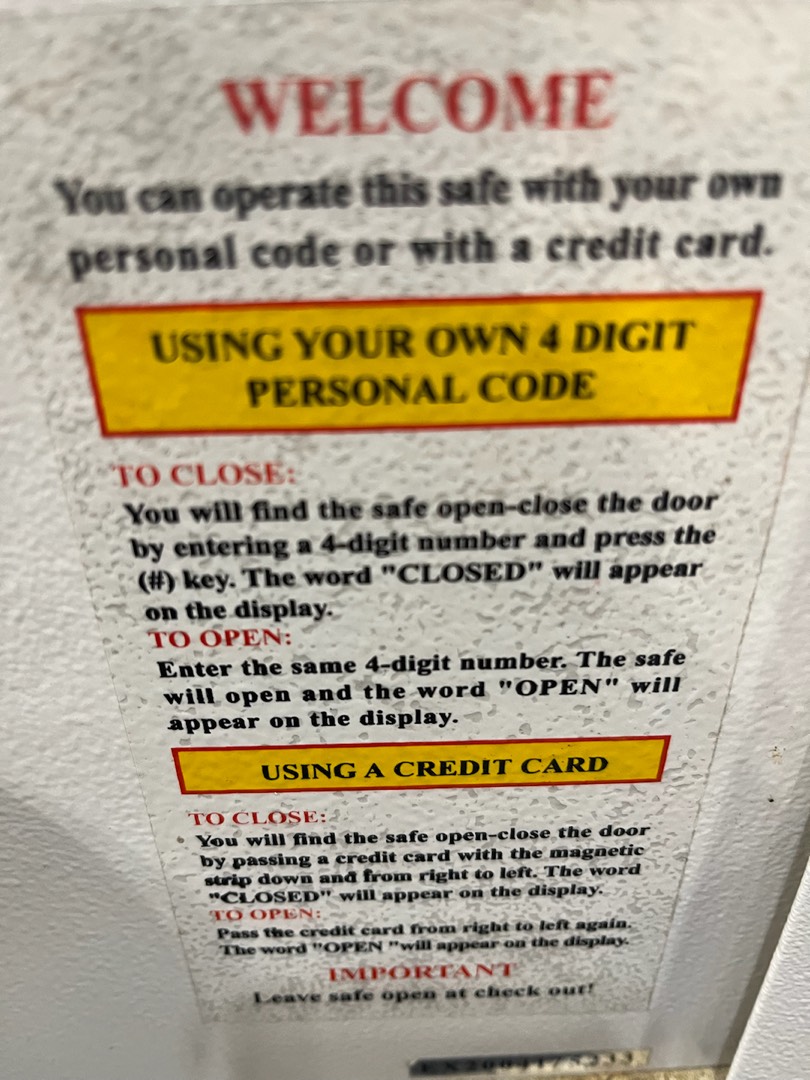 WELCOME
You can operate this safe with your own
personal code or with a credit card.
USING YOUR OWN 4 DIGIT
PERSONAL CODE
TO CLOSE:
You will find the safe open-close the door
by entering a 4-digit number and press the
(#) key. The word "CLOSED" will appear
on the display.
TO OPEN:
Enter the same 4-digit number. The safe
will open and the word "OPEN" will
appear on the display.
USING A CREDIT CARD
TO CLOSE:
You will find the safe open-close the door
by passing a credit card with the magnetic
strip down and from right to left. The word
"CLOSED" will appear on the display.
TO OPEN:
Pass the credit card from right to left again.
The word "OPEN "will appear on the display.
IMPORTANT
Leave safe open at check out!